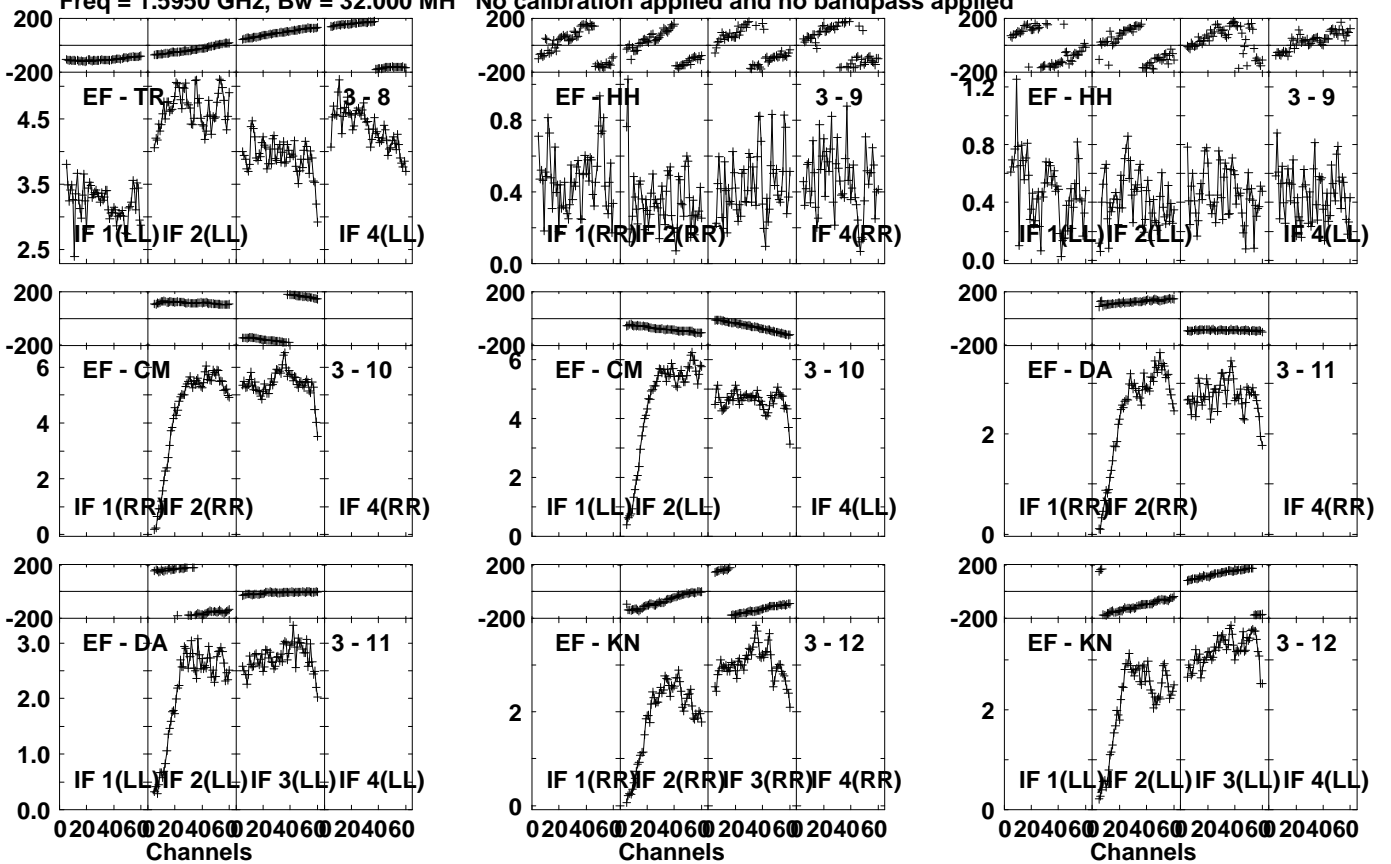 Freq = 1.5950 GHz, Bw = 32.000 MH No calibration applied and no bandpass applied
200
-200
EF - TR 3 - 8
4.5
3.5
2.5
IF 1(LL) IF 2(LL) IF 4(LL)
200
-200
EF - HH 3 - 9
0.8
0.4
0.0
IF 1(RR) IF 2(RR) IF 4(RR)
200
-200
1.2
EF - HH 3 - 9
0.8
0.4
0.0
IF 1(LL) IF 2(LL) IF 4(LL)
200
-200
EF - CM 3 - 10
6
4
2
0
IF 1(RR) IF 2(RR) IF 4(RR)
200
-200
EF - CM 3 - 10
6
4
2
0
IF 1(LL) IF 2(LL) IF 4(LL)
200
-200
EF - DA 3 - 11
2
0
IF 1(RR) IF 2(RR) IF 4(RR)
200
-200
EF - DA 3 - 11
3.0
2.0
1.0
0.0
IF 1(LL) IF 2(LL) IF 3(LL) IF 4(LL)
0 20 40 60 0 20 40 60 0 20 40 60 0 20 40 60
Channels
200
-200
EF - KN 3 - 12
2
0
IF 1(RR) IF 2(RR) IF 3(RR) IF 4(RR)
0 20 40 60 0 20 40 60 0 20 40 60 0 20 40 60
Channels
200
-200
EF - KN 3 - 12
2
0
IF 1(LL) IF 2(LL) IF 3(LL) IF 4(LL)
0 20 40 60 0 20 40 60 0 20 40 60 0 20 40 60
Channels